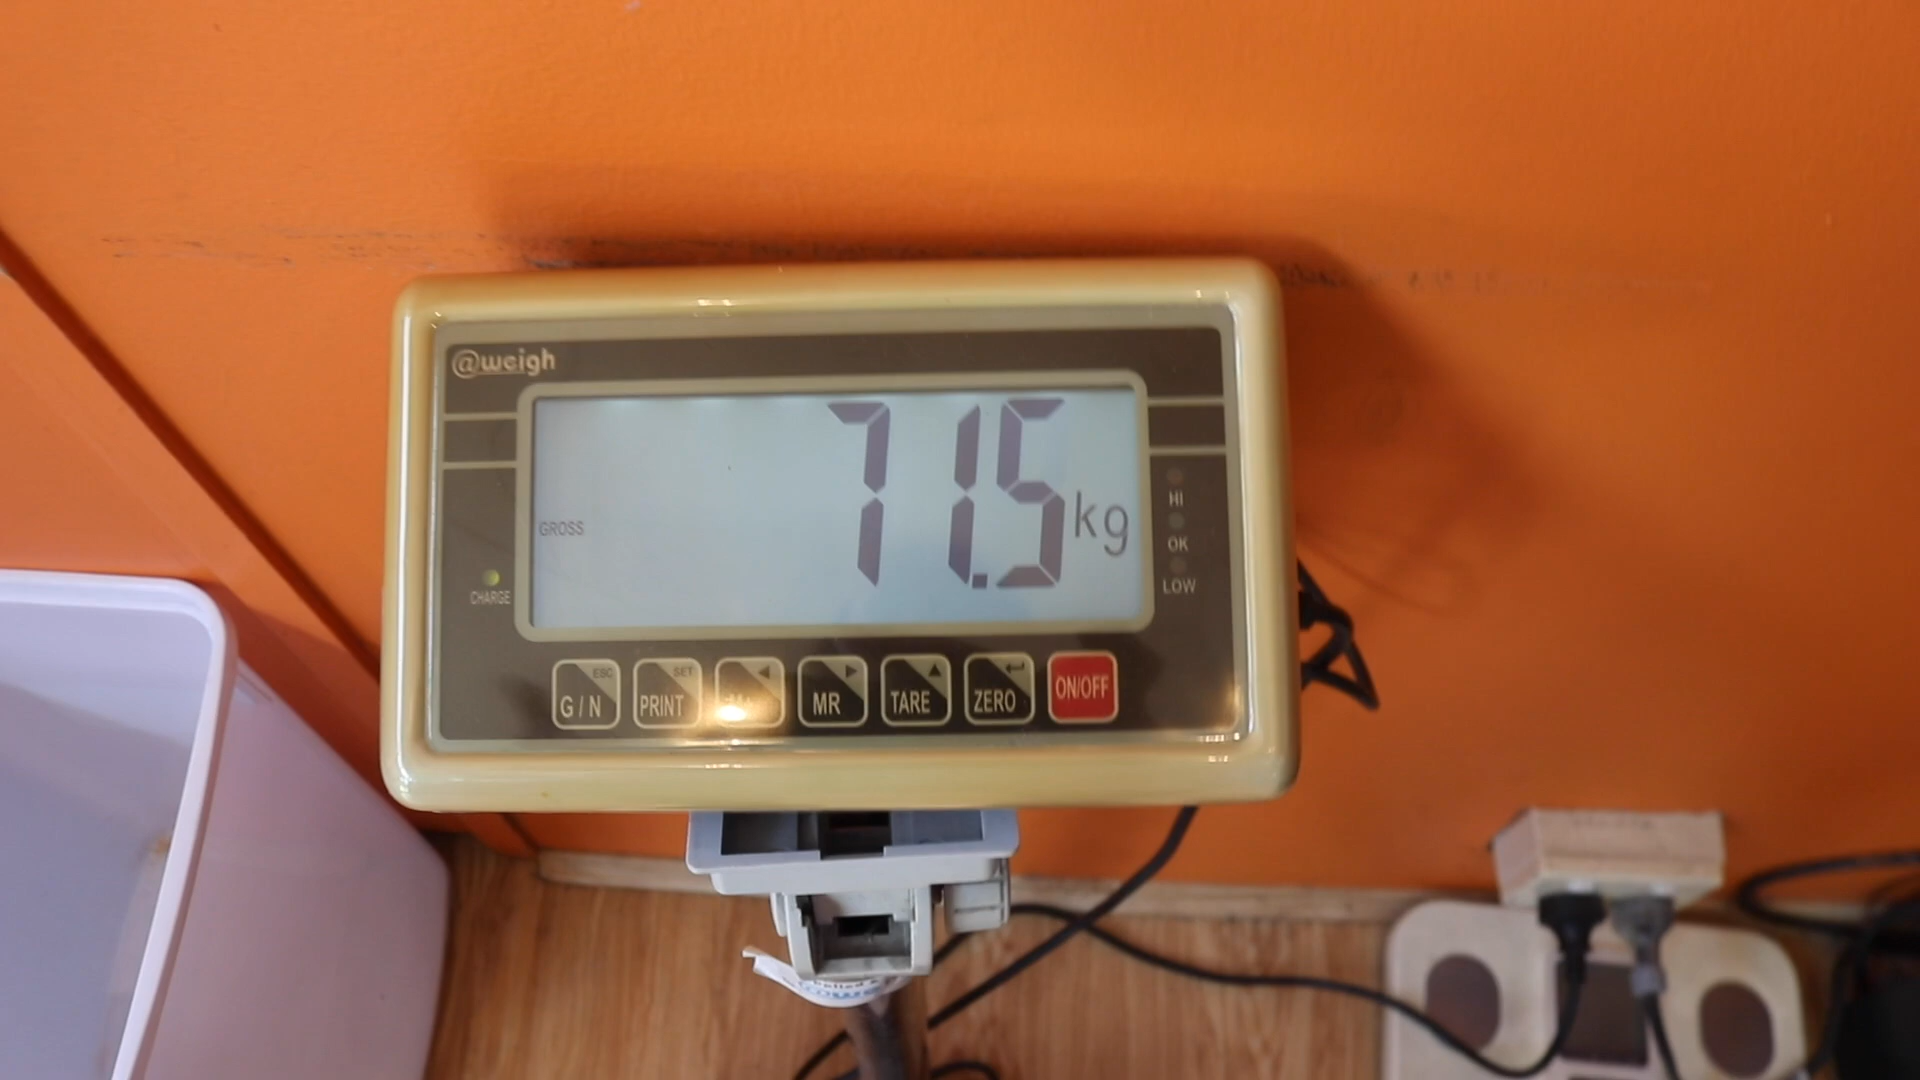 @weigh
71.5 kg
GROSS
CHARGE
HI
OK
LOW
ESC
G / N
SET
PRINT
MR
TARE
ZERO
ON/OFF